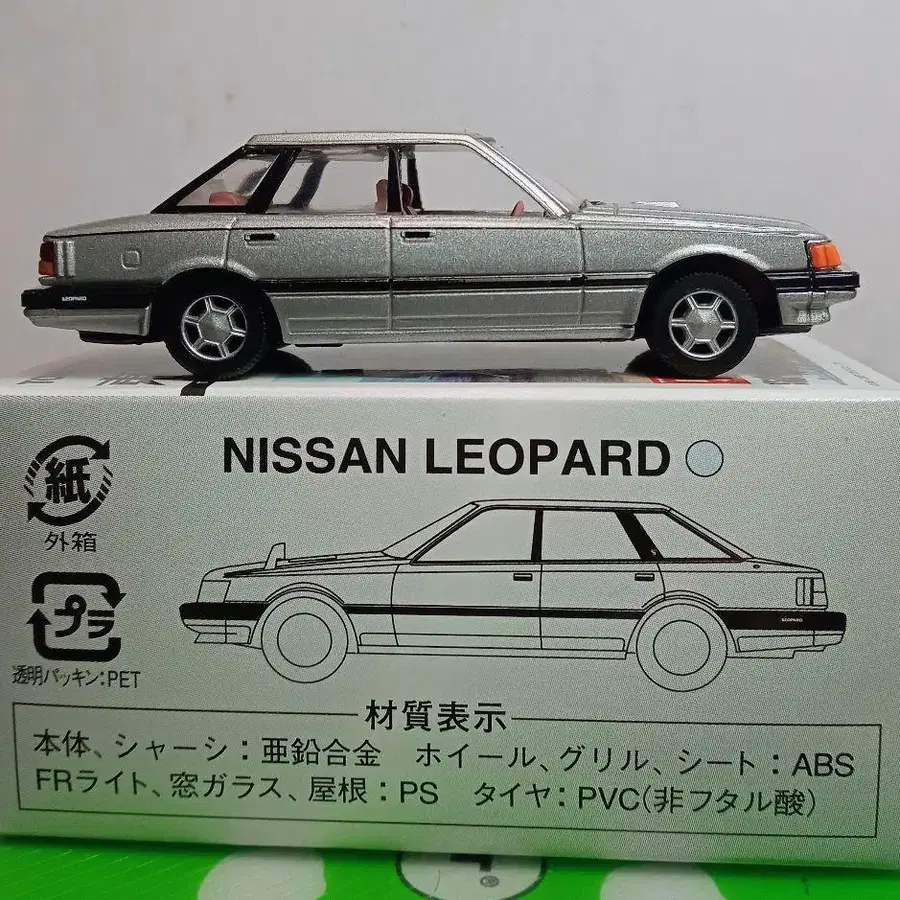 LEOPARD
NISSAN LEOPARD
紙
外箱
プラ
透明パッキン:PET
LEOPARD
材質表示
本体、シャーシ:亜鉛合金 ホイール、グリル、シート:ABS
FRライト、窓ガラス、屋根:PS タイヤ:PVC(非フタル酸)
®